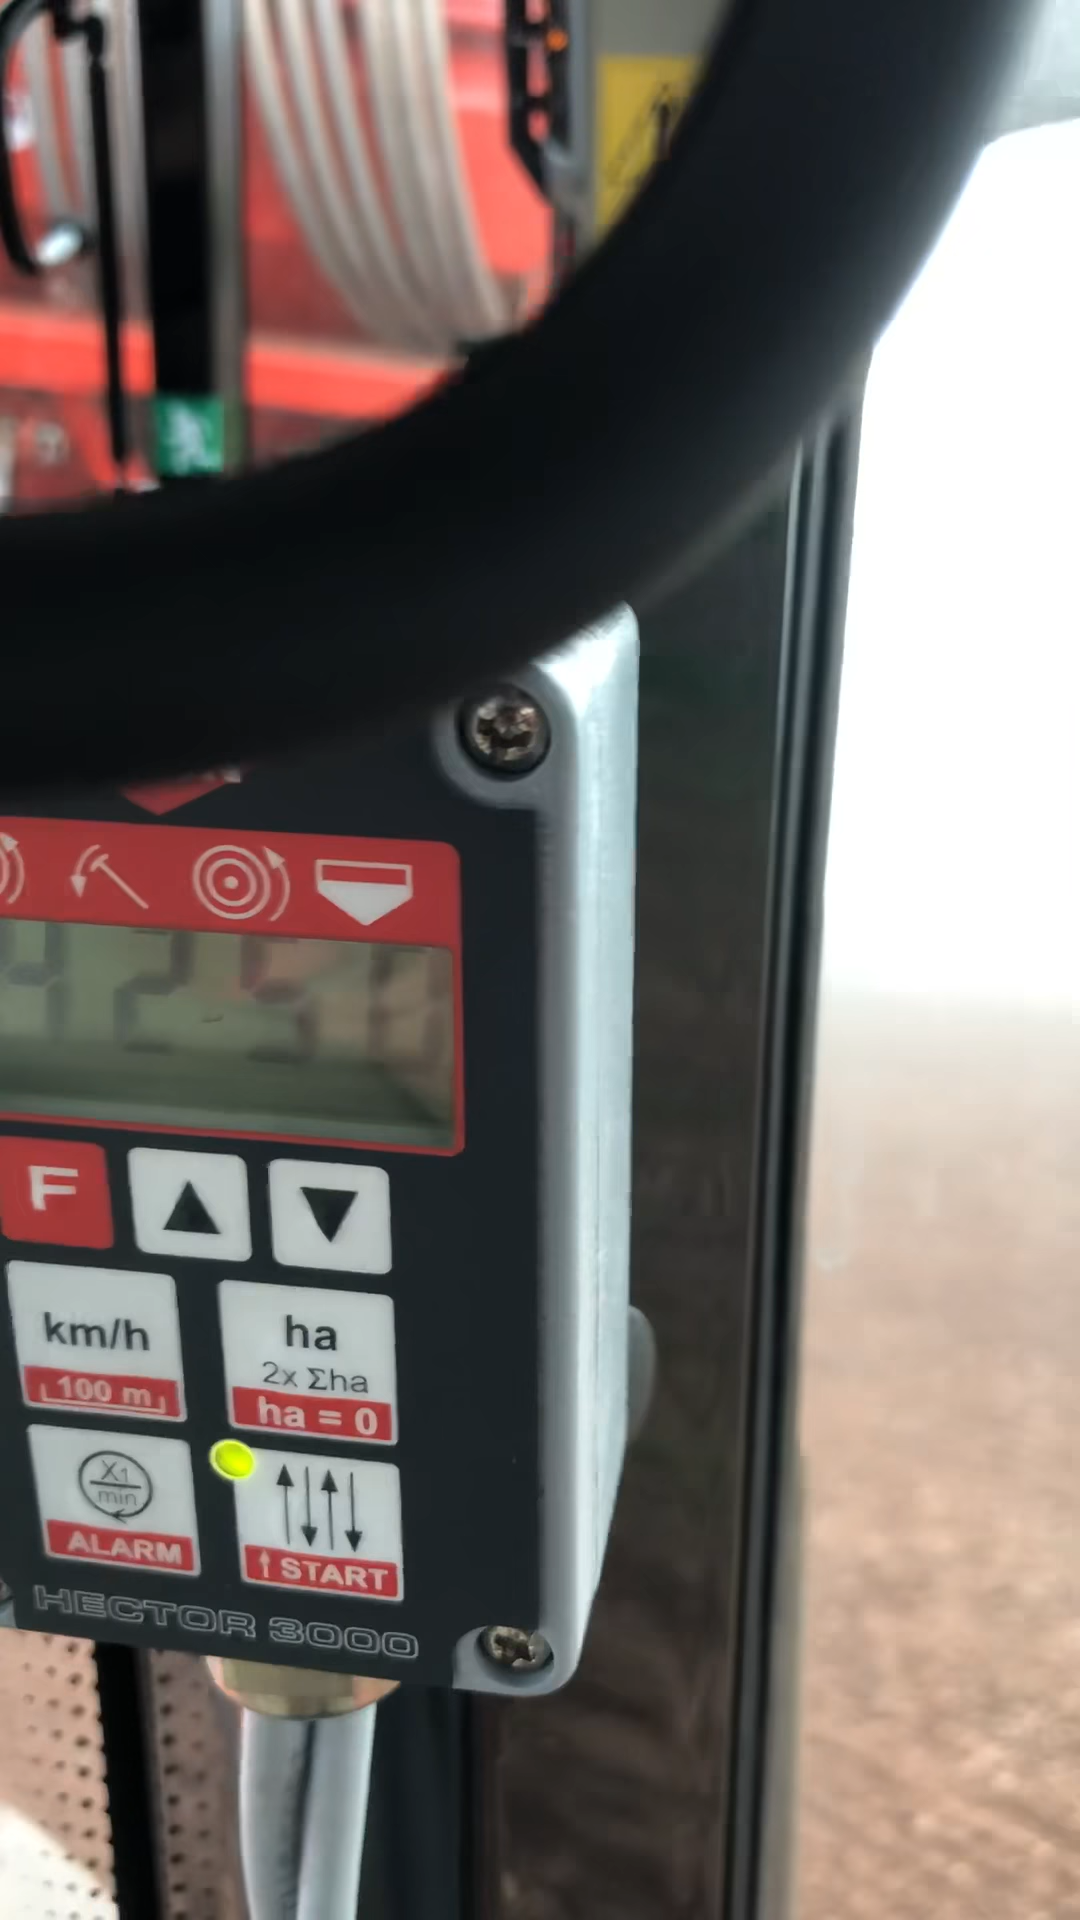 F
km/h
100 m
ha
2x Σha
ha = 0
X1
min
ALARM
START
HECTOR 3000